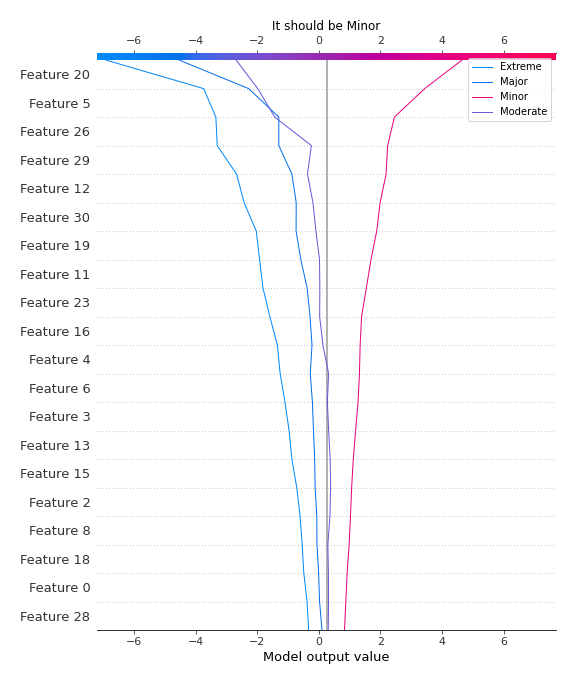 It should be Minor
−6 −4 −2 0 2 4 6
Extreme
Major
Minor
Moderate
Feature 20
Feature 5
Feature 26
Feature 29
Feature 12
Feature 30
Feature 19
Feature 11
Feature 23
Feature 16
Feature 4
Feature 6
Feature 3
Feature 13
Feature 15
Feature 2
Feature 8
Feature 18
Feature 0
Feature 28
−6 −4 −2 0 2 4 6
Model output value